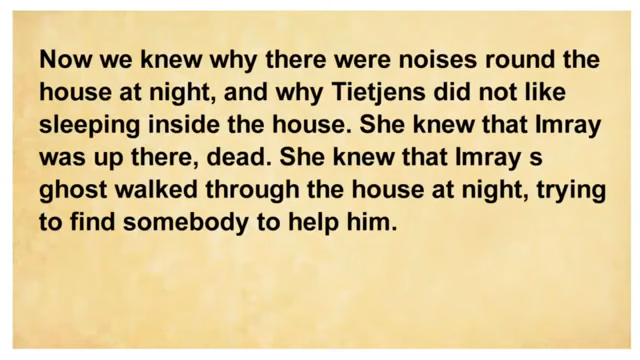 Now we knew why there were noises round the
house at night, and why Tietjens did not like
sleeping inside the house. She knew that Imray
was up there, dead. She knew that Imray s
ghost walked through the house at night, trying
to find somebody to help him.